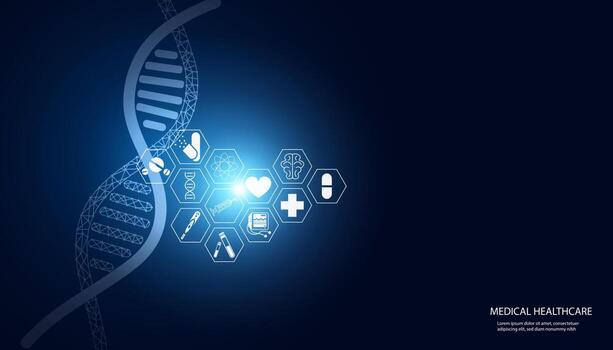 MEDICAL HEALTHCARE
Lorem ipsum dolor sit amet, consectetuer
adipiscing elit, sed diam nonummy nibh